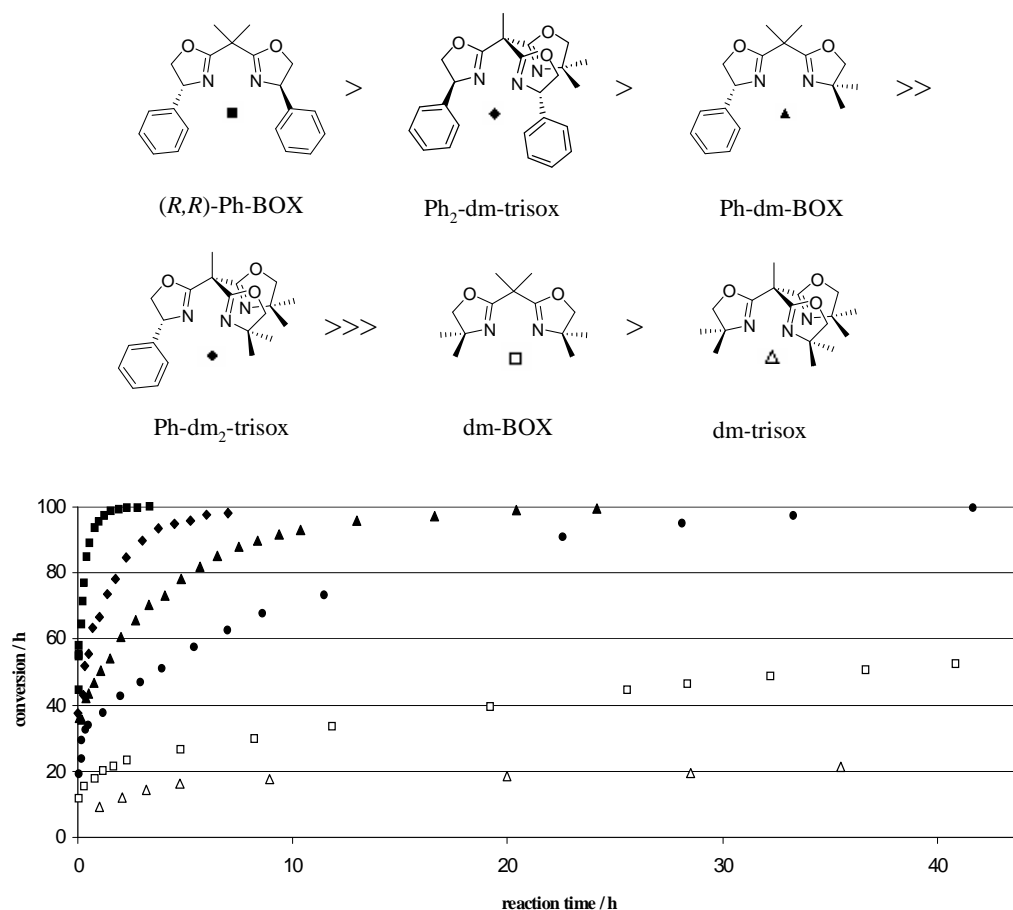 O O N N > O O O N N N > O O N N >>
(R,R)-Ph-BOX Ph2-dm-trisox Ph-dm-BOX
O O O N N N >>> O O N N > O O O N N N
Ph-dm2-trisox dm-BOX dm-trisox
100
80
60
40
20
0
conversion / h
0 10 20 30 40
reaction time / h